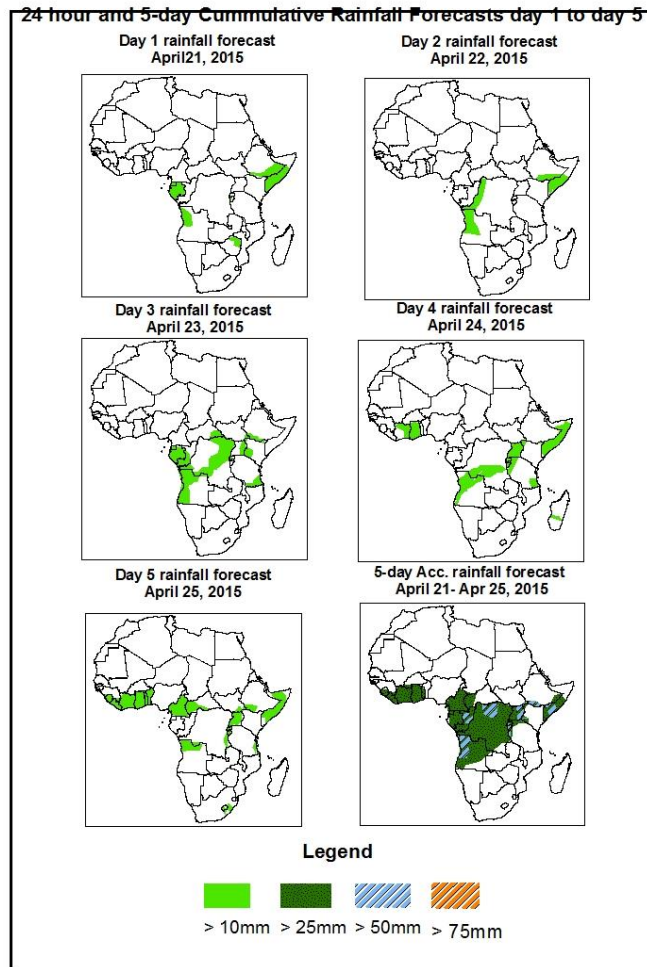 24 hour and 5-day Cummulative Rainfall Forecasts day 1 to day 5
Day 1 rainfall forecast
April21, 2015
Day 2 rainfall forecast
April 22, 2015
Day 3 rainfall forecast
April 23, 2015
Day 4 rainfall forecast
April 24, 2015
Day 5 rainfall forecast
April 25, 2015
5-day Acc. rainfall forecast
April 21- Apr 25, 2015
Legend
> 10mm > 25mm > 50mm > 75mm